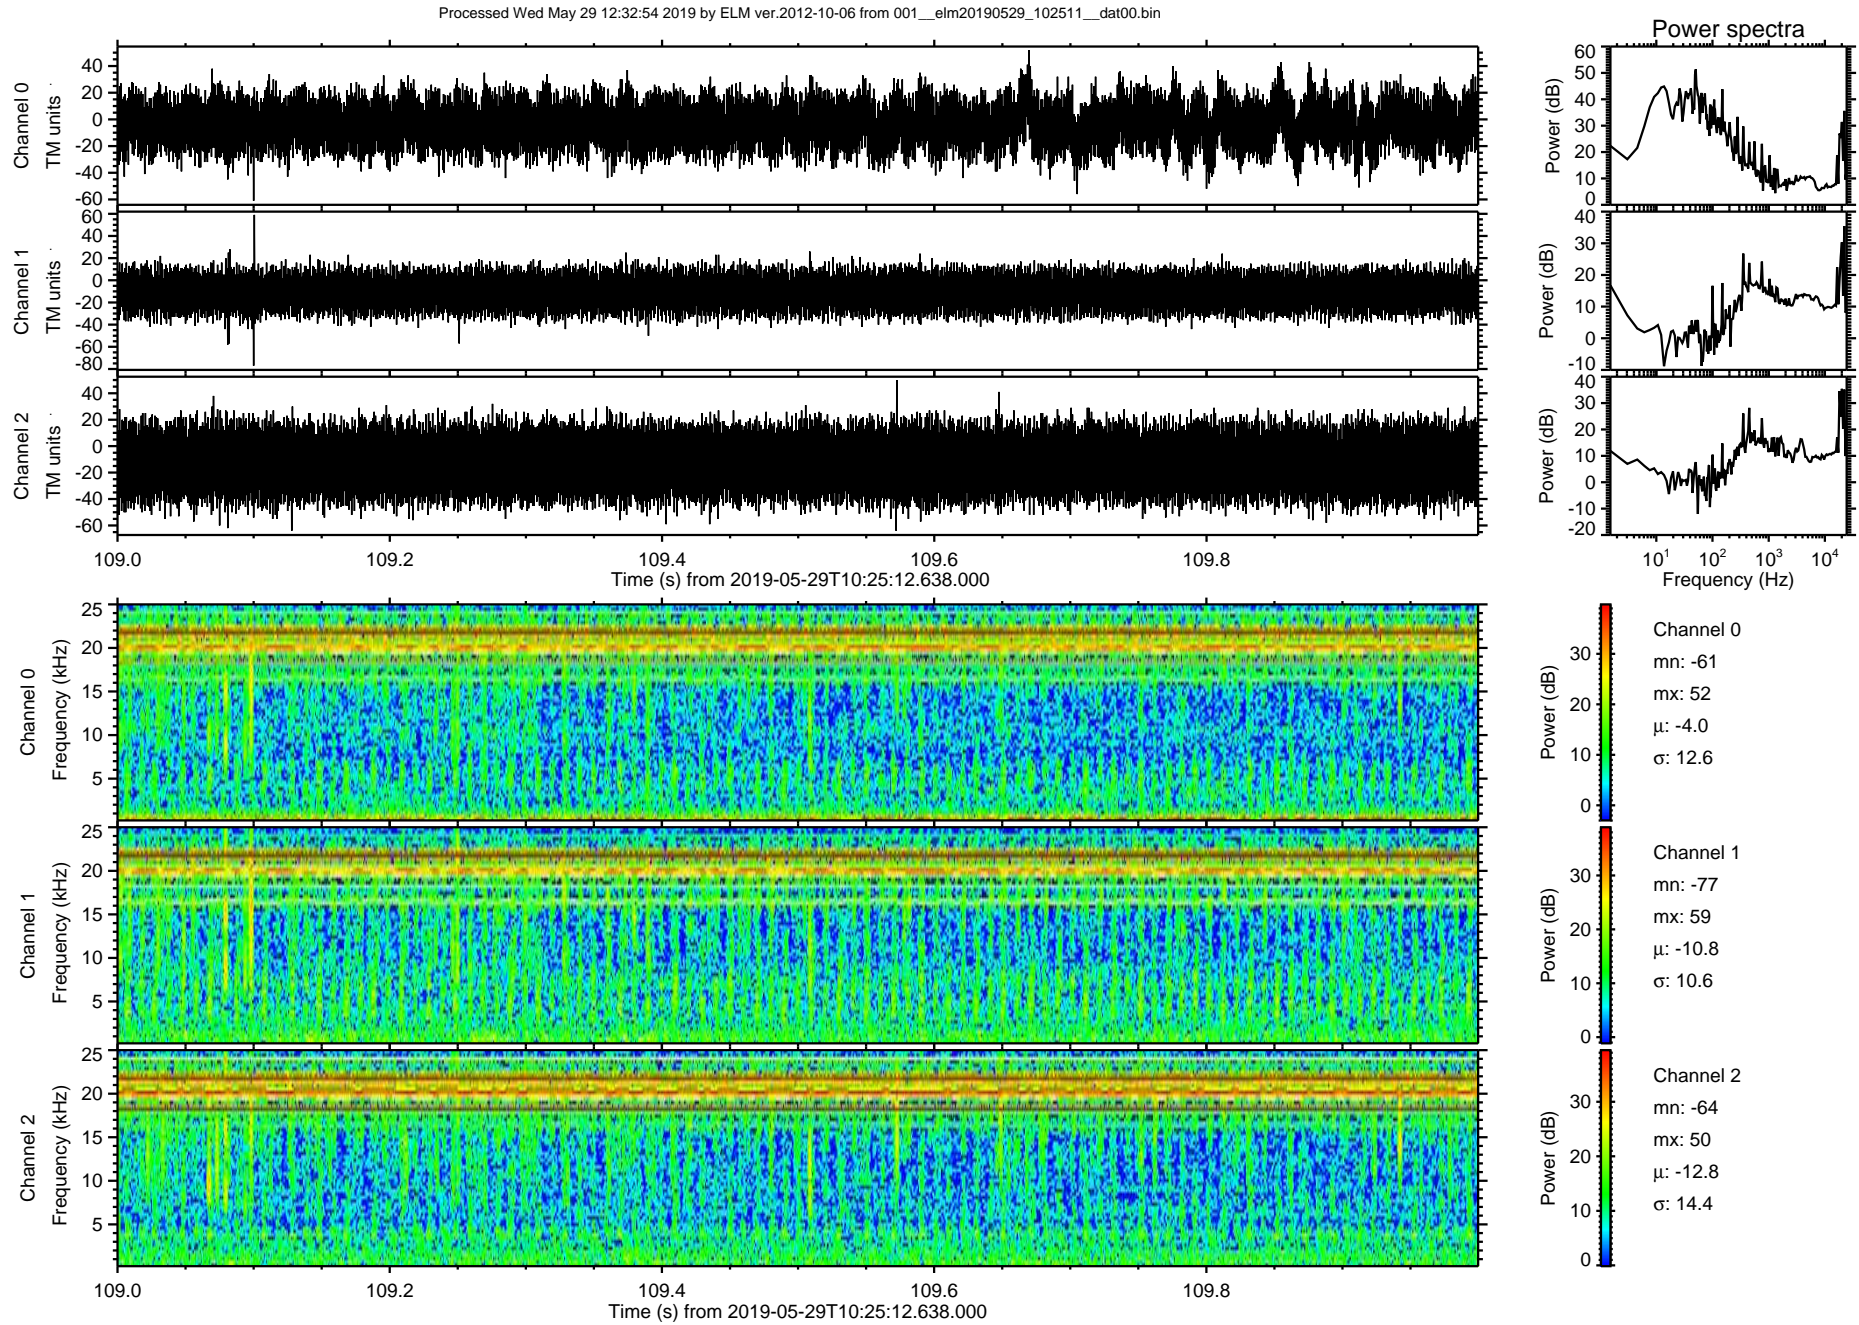 Processed Wed May 29 12:32:54 2019 by ELM ver.2012-10-06 from 001__elm20190529_102511__dat00.bin
Power spectra
Channel 0
TM units
40
20
0
-20
-40
-60
Power (dB)
60
50
40
30
20
10
0
Channel 1
TM units
60
40
20
0
-20
-40
-60
-80
Power (dB)
40
30
20
10
0
-10
Channel 2
TM units
40
20
0
-20
-40
-60
Power (dB)
40
30
20
10
0
-10
-20
109.0 109.2 109.4 109.6 109.8
Time (s) from 2019-05-29T10:25:12.638.000
10¹ 10² 10³ 10⁴
Frequency (Hz)
Channel 0
Frequency (kHz)
25
20
15
10
5
Power (dB)
30
20
10
0
Channel 0
mn: -61
mx: 52
μ: -4.0
σ: 12.6
Channel 1
Frequency (kHz)
25
20
15
10
5
Power (dB)
30
20
10
0
Channel 1
mn: -77
mx: 59
μ: -10.8
σ: 10.6
Channel 2
Frequency (kHz)
25
20
15
10
5
Power (dB)
30
20
10
0
Channel 2
mn: -64
mx: 50
μ: -12.8
σ: 14.4
109.0 109.2 109.4 109.6 109.8
Time (s) from 2019-05-29T10:25:12.638.000